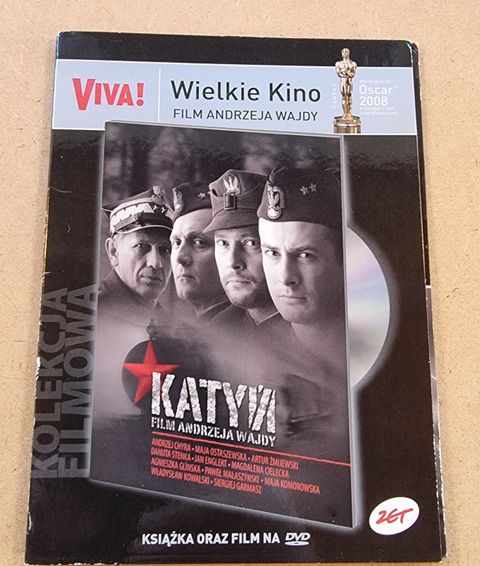 VIVA!
Wielkie Kino
FILM ANDRZEJA WAJDY
Oscar®
2008
KOLEKCJA
FILMOWA
KATYŃ
FILM ANDRZEJA WAJDY
ANDRZEJ CHYRA • MAJA OSTASZEWSKA • ARTUR ŻMIJEWSKI
DANUTA STENKA • JAN ENGLERT • MAGDALENA CIELECKA
AGNIESZKA GLIŃSKA • PAWEŁ MAŁASZYŃSKI • MAJA KOMOROWSKA
WŁADYSŁAW KOWALSKI • SIERGIEJ GARMASZ
ZET
KSIĄŻKA ORAZ FILM NA DVD